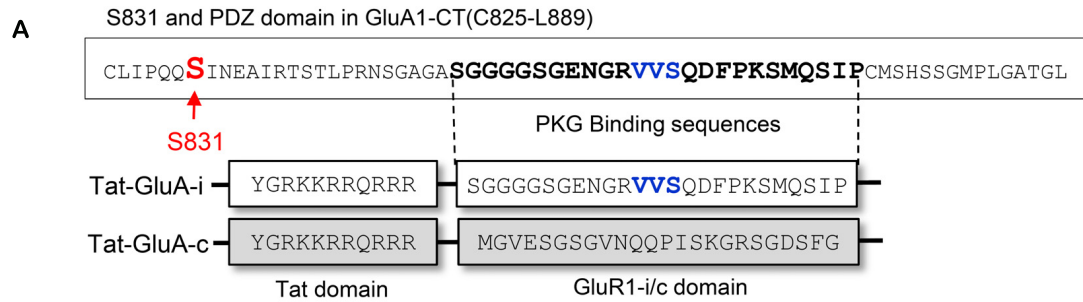 A
S831 and PDZ domain in GluA1-CT(C825-L889)
CLIPQQSINEAIRTSTLPRNSGAGASGGGGSGENGRVVSQDFPKSMQSIPCMSHSSGMPLGATGL
S831
PKG Binding sequences
Tat-GluA-i YGRKKRRQRRR SGGGGSGENGRVVSQDFPKSMQSIP
Tat-GluA-c YGRKKRRQRRR MGVESGSGVNQQPISKGRSGDSFG
Tat domain GluR1-i/c domain